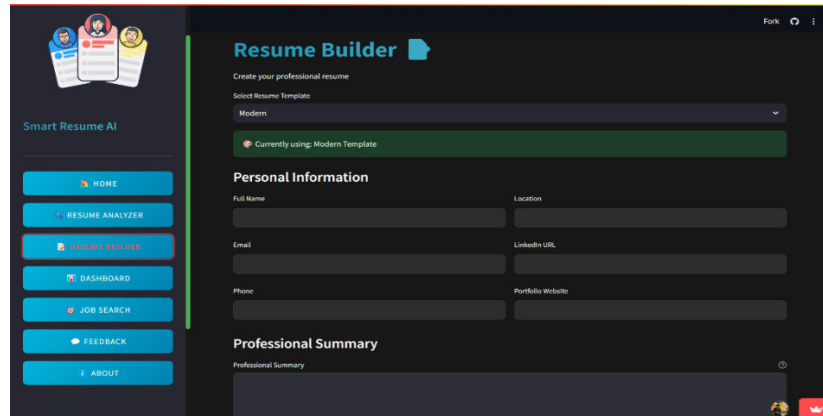 Fork
Smart Resume AI
HOME
RESUME ANALYZER
RESUME BUILDER
DASHBOARD
JOB SEARCH
FEEDBACK
ABOUT
Resume Builder
Create your professional resume
Select Resume Template
Modern
Currently using: Modern Template
Personal Information
Full Name
Location
Email
LinkedIn URL
Phone
Portfolio Website
Professional Summary
Professional Summary